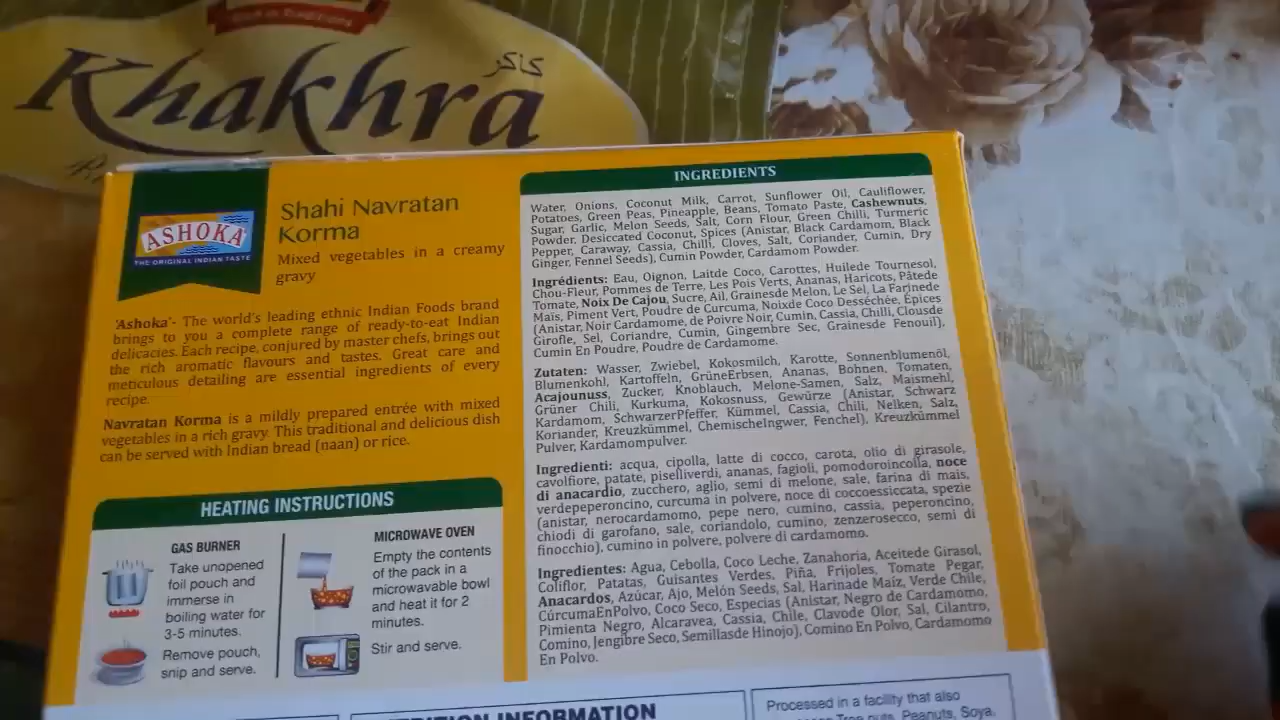 Khakhra
كاكر
ASHOKA
THE ORIGINAL INDIAN TASTE
Shahi Navratan
Korma
Mixed vegetables in a creamy
gravy
'Ashoka'- The world's leading ethnic Indian Foods brand
brings to you a complete range of ready-to-eat Indian
delicacies. Each recipe, conjured by master chefs, brings out
the rich aromatic flavours and tastes. Great care and
meticulous detailing are essential ingredients of every
recipe.
Navratan Korma is a mildly prepared entrée with mixed
vegetables in a rich gravy. This traditional and delicious dish
can be served with Indian bread (naan) or rice.
HEATING INSTRUCTIONS
GAS BURNER
Take unopened
foil pouch and
immerse in
boiling water for
3-5 minutes.
Remove pouch,
snip and serve.
MICROWAVE OVEN
Empty the contents
of the pack in a
microwavable bowl
and heat it for 2
minutes.
Stir and serve.
INGREDIENTS
Water, Onions, Coconut Milk, Carrot, Sunflower Oil, Cauliflower,
Potatoes, Green Peas, Pineapple, Beans, Tomato Paste, Cashewnuts,
Sugar, Garlic, Melon Seeds, Salt, Corn Flour, Green Chilli, Turmeric
Powder, Desiccated Coconut, Spices (Anistar, Black Cardamom, Black
Pepper, Caraway, Cassia, Chilli, Cloves, Salt, Coriander, Cumin, Dry
Ginger, Fennel Seeds), Cumin Powder, Cardamom Powder.
Ingrédients: Eau, Oignon, Laitde Coco, Carottes, Huilede Tournesol,
Chou-Fleur, Pommes de Terre, Les Pois Verts, Ananas, Haricots, Pâtede
Tomate, Noix De Cajou, Sucre, Ail, Grainesde Melon, Le Sel, La Farinede
Maïs, Piment Vert, Poudre de Curcuma, Noixde Coco Desséchée, Épices
(Anistar, Noir Cardamome, de Poivre Noir, Cumin, Cassia, Chilli, Clousde
Girofle, Sel, Coriandre, Cumin, Gingembre Sec, Grainesde Fenouil),
Cumin En Poudre, Poudre de Cardamome.
Zutaten: Wasser, Zwiebel, Kokosmilch, Karotte, Sonnenblumenöl,
Blumenkohl, Kartoffeln, GrüneErbsen, Ananas, Bohnen, Tomaten,
Acajounuss, Zucker, Knoblauch, Melone-Samen, Salz, Maismehl,
Grüner Chili, Kurkuma, Kokosnuss, Gewürze (Anistar, Schwarz
Kardamom, SchwarzerPfeffer, Kümmel, Cassia, Chili, Nelken, Salz,
Koriander, Kreuzkümmel, ChemischeIngwer, Fenchel), Kreuzkümmel
Pulver, Kardamompulver.
Ingredienti: acqua, cipolla, latte di cocco, carota, olio di girasole,
cavolfiore, patate, piselliverdi, ananas, fagioli, pomodoroincolla, noce
di anacardio, zucchero, aglio, semi di melone, sale, farina di mais,
verdepeperoncino, curcuma in polvere, noce di coccoessiccata, spezie
(anistar, nerocardamomo, pepe nero, cumino, cassia, peperoncino,
chiodi di garofano, sale, coriandolo, cumino, zenzerosecco, semi di
finocchio), cumino in polvere, polvere di cardamomo.
Ingredientes: Agua, Cebolla, Coco Leche, Zanahoria, Aceitede Girasol,
Coliflor, Patatas, Guisantes Verdes, Piña, Frijoles, Tomate Pegar,
Anacardos, Azúcar, Ajo, Melón Seeds, Sal, Harinade Maíz, Verde Chile,
CúrcumaEnPolvo, Coco Seco, Especias (Anistar, Negro de Cardamomo,
Pimienta Negro, Alcaravea, Cassia, Chile, Clavode Olor, Sal, Cilantro,
Comino, Jengibre Seco, Semillasde Hinojo), Comino En Polvo, Cardamomo
En Polvo.
NUTRITION INFORMATION
Processed in a facility that also
Tree nuts, Peanuts, Soya,